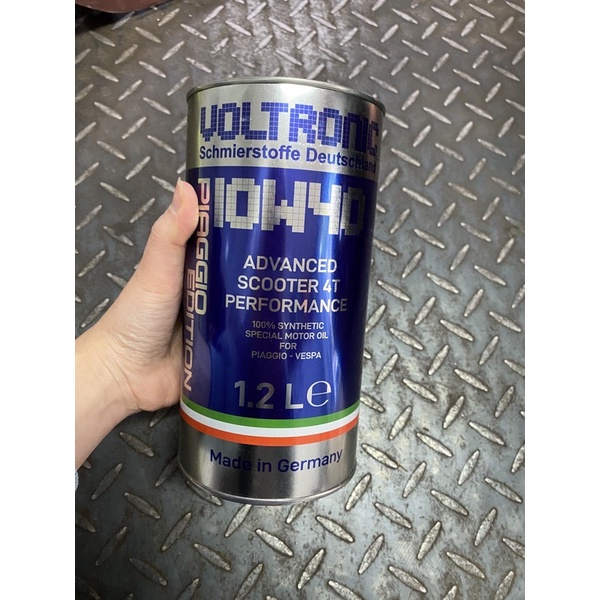 VOLTRONIC
Schmierstoffe Deutschland
10W40
PIAGGIO
EDITION
ADVANCED
SCOOTER 4T
PERFORMANCE
100% SYNTHETIC
SPECIAL MOTOR OIL
FOR
PIAGGIO - VESPA
1.2 L ℮
Made in Germany